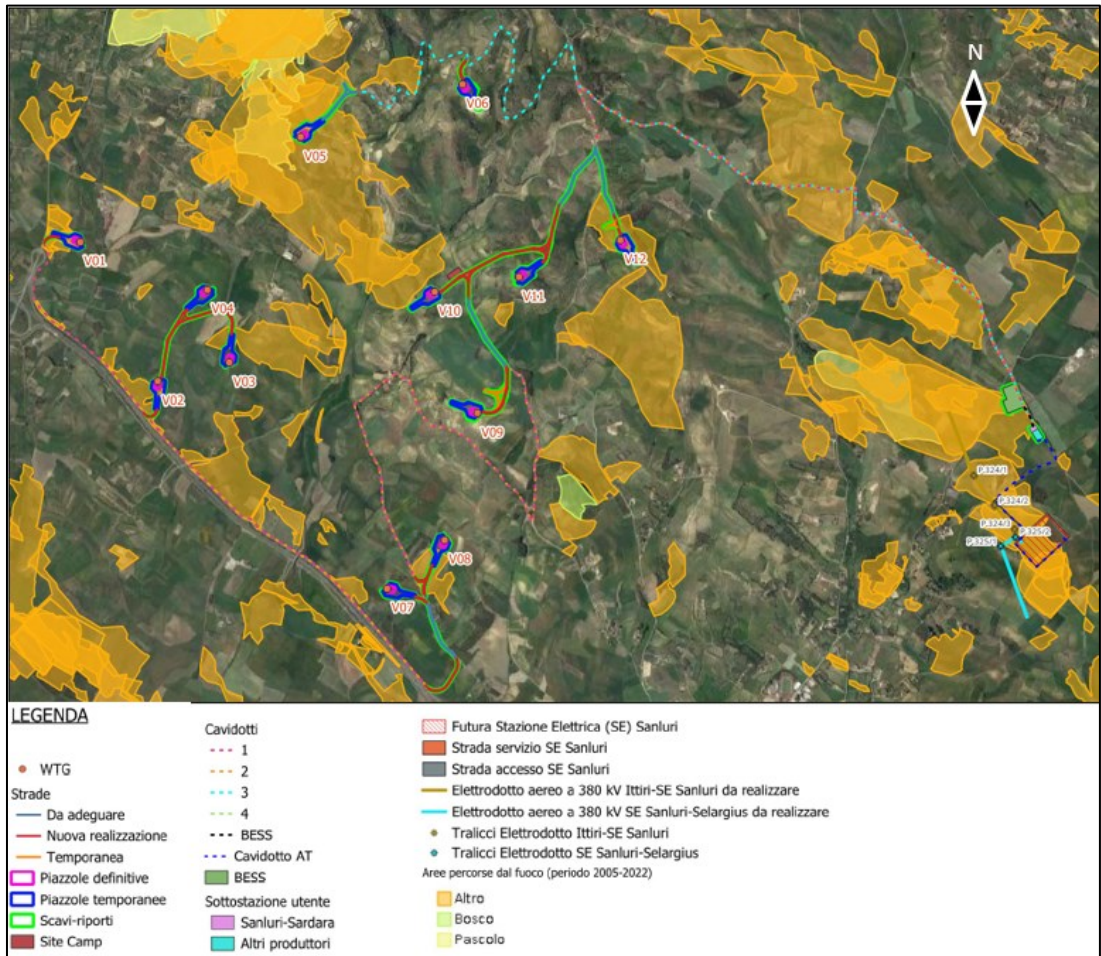 N
V06
V05
V01
V12
V04
V11
V10
V03
V02
V09
P.324/1
P.324/2
P.324/3
P.325/2
P.325/1
V08
V07
LEGENDA
WTG
Strade
Da adeguare
Nuova realizzazione
Temporanea
Piazzole definitive
Piazzole temporanee
Scavi-riporti
Site Camp
Cavidotti
1
2
3
4
BESS
Cavidotto AT
BESS
Sottostazione utente
Sanluri-Sardara
Altri produttori
Futura Stazione Elettrica (SE) Sanluri
Strada servizio SE Sanluri
Strada accesso SE Sanluri
Elettrodotto aereo a 380 kV Ittiri-SE Sanluri da realizzare
Elettrodotto aereo a 380 kV SE Sanluri-Selargius da realizzare
Tralicci Elettrodotto Ittiri-SE Sanluri
Tralicci Elettrodotto SE Sanluri-Selargius
Aree percorse dal fuoco (periodo 2005-2022)
Altro
Bosco
Pascolo